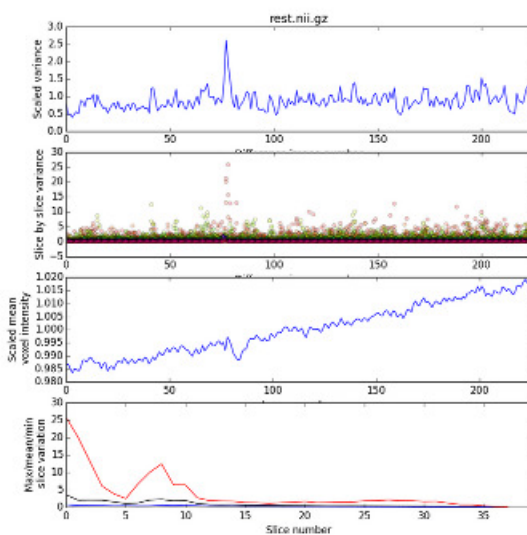 rest.nii.gz
Scaled variance
3.0
2.5
2.0
1.5
1.0
0.5
0.0
0 50 100 150 200
Slice by slice variance
30
25
20
15
10
5
0
−5
0 50 100 150 200
Scaled mean
voxel intensity
1.020
1.015
1.010
1.005
1.000
0.995
0.990
0.985
0.980
0 50 100 150 200
Max/mean/min
slice variation
30
25
20
15
10
5
0
0 5 10 15 20 25 30 35
Slice number